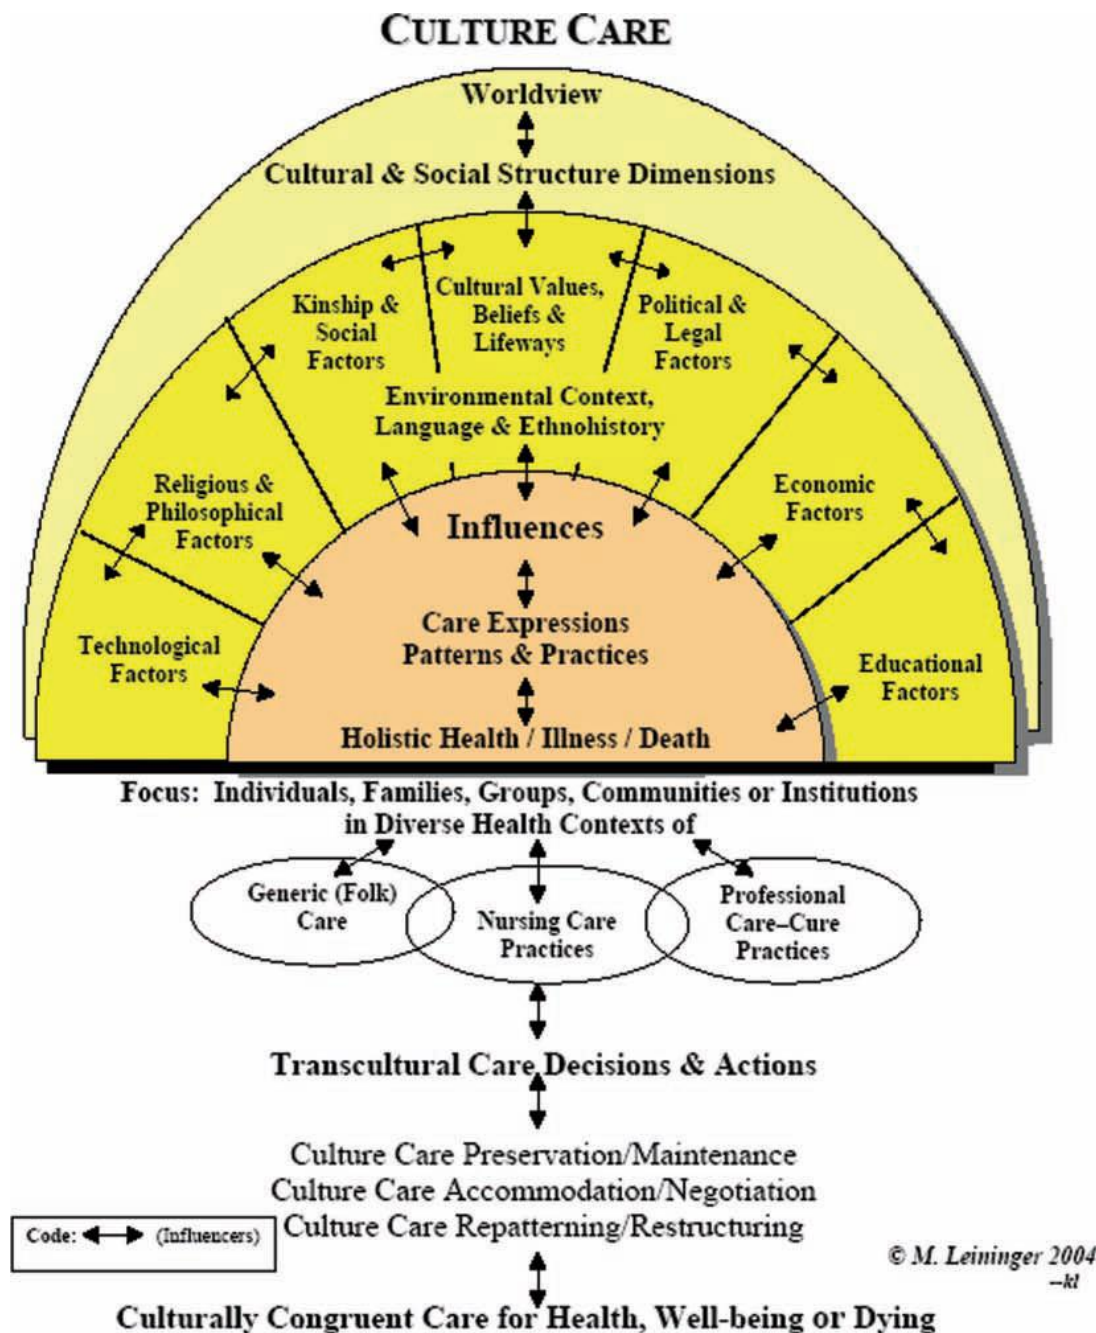 CULTURE CARE
Worldview
Cultural & Social Structure Dimensions
Kinship &
Social
Factors
Cultural Values,
Beliefs &
Lifeways
Political &
Legal
Factors
Environmental Context,
Language & Ethnohistory
Religious &
Philosophical
Factors
Economic
Factors
Technological
Factors
Educational
Factors
Influences
Care Expressions
Patterns & Practices
Holistic Health / Illness / Death
Focus: Individuals, Families, Groups, Communities or Institutions
in Diverse Health Contexts of
Generic (Folk)
Care
Nursing Care
Practices
Professional
Care–Cure
Practices
Transcultural Care Decisions & Actions
Culture Care Preservation/Maintenance
Culture Care Accommodation/Negotiation
Culture Care Repatterning/Restructuring
Code: (Influencers)
© M. Leininger 2004
--kl
Culturally Congruent Care for Health, Well-being or Dying